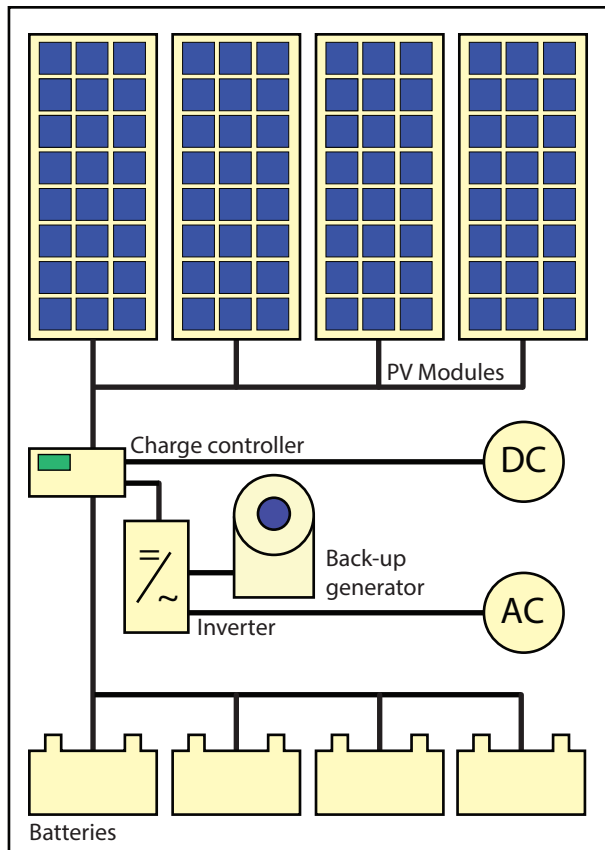 PV Modules
Charge controller
DC
=
~
Back-up
generator
AC
Inverter
Batteries